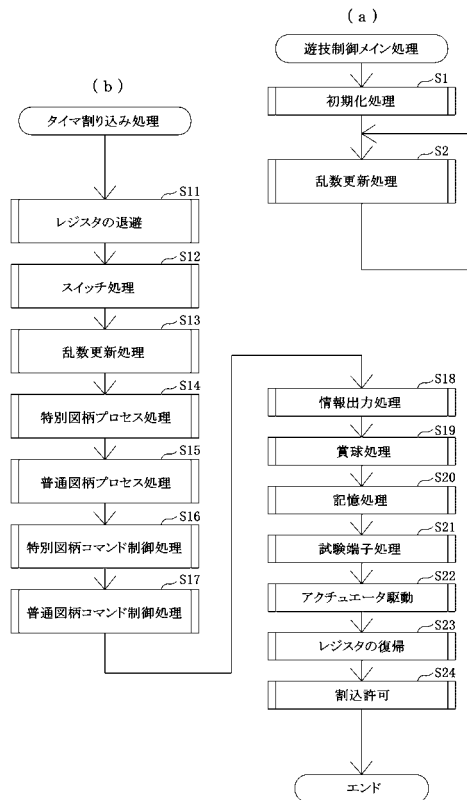 (a)
遊技制御メイン処理
S1
初期化処理
S2
乱数更新処理
(b)
タイマ割り込み処理
S11
レジスタの退避
S12
スイッチ処理
S13
乱数更新処理
S14
特別図柄プロセス処理
S15
普通図柄プロセス処理
S16
特別図柄コマンド制御処理
S17
普通図柄コマンド制御処理
S18
情報出力処理
S19
賞球処理
S20
記憶処理
S21
試験端子処理
S22
アクチュエータ駆動
S23
レジスタの復帰
S24
割込許可
エンド